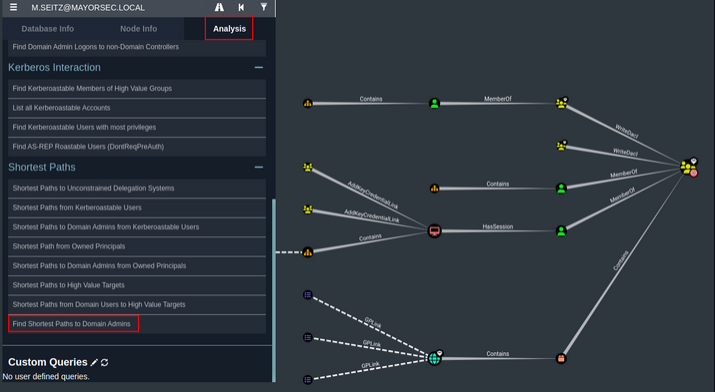 M.SEITZ@MAYORSEC.LOCAL
Database Info Node Info Analysis
Find Domain Admin Logons to non-Domain Controllers
Kerberos Interaction
Find Kerberoastable Members of High Value Groups
List all Kerberoastable Accounts
Find Kerberoastable Users with most privileges
Find AS-REP Roastable Users (DontReqPreAuth)
Shortest Paths
Shortest Paths to Unconstrained Delegation Systems
Shortest Paths from Kerberoastable Users
Shortest Paths to Domain Admins from Kerberoastable Users
Shortest Path from Owned Principals
Shortest Paths to Domain Admins from Owned Principals
Shortest Paths to High Value Targets
Shortest Paths from Domain Users to High Value Targets
Find Shortest Paths to Domain Admins
Custom Queries
No user defined queries.
Contains
MemberOf
WriteDacl
WriteDacl
AddKeyCredentialLink
Contains
MemberOf
AddKeyCredentialLink
MemberOf
HasSession
Contains
Contains
GPLink
GPLink
GPLink
Contains